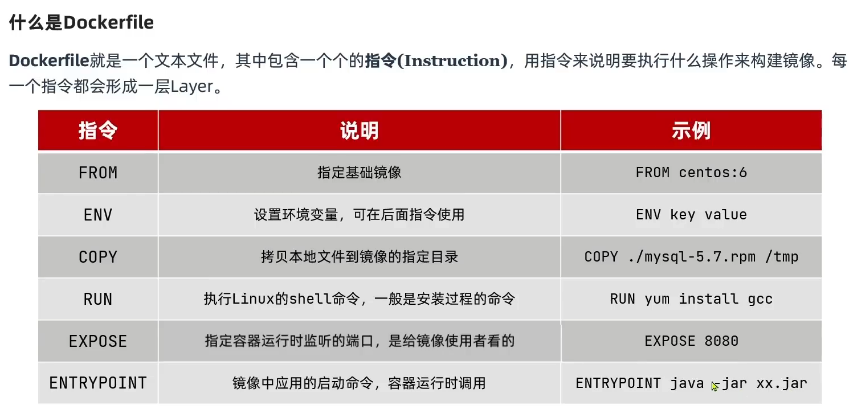 什么是Dockerfile
Dockerfile就是一个文本文件，其中包含一个个的指令(Instruction)，用指令来说明要执行什么操作来构建镜像。每
一个指令都会形成一层Layer。
指令 说明 示例
FROM 指定基础镜像 FROM centos:6
ENV 设置环境变量，可在后面指令使用 ENV key value
COPY 拷贝本地文件到镜像的指定目录 COPY ./mysql-5.7.rpm /tmp
RUN 执行Linux的shell命令，一般是安装过程的命令 RUN yum install gcc
EXPOSE 指定容器运行时监听的端口，是给镜像使用者看的 EXPOSE 8080
ENTRYPOINT 镜像中应用的启动命令，容器运行时调用 ENTRYPOINT java -jar xx.jar